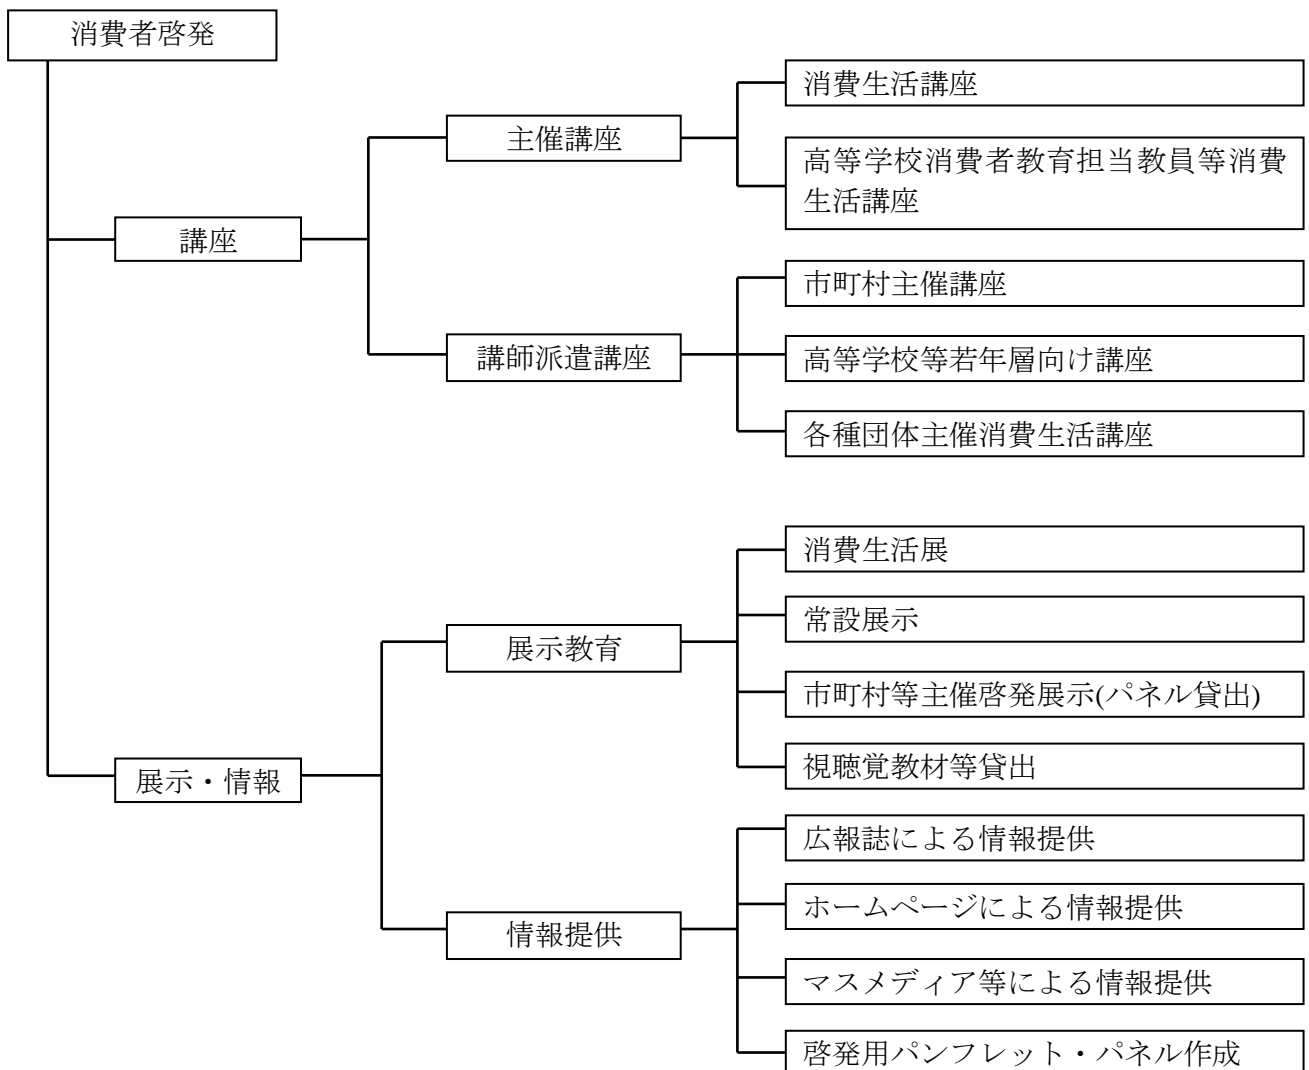 消費者啓発
消費生活講座
主催講座
高等学校消費者教育担当教員等消費
生活講座
講座
市町村主催講座
講師派遣講座
高等学校等若年層向け講座
各種団体主催消費生活講座
消費生活展
常設展示
展示教育
市町村等主催啓発展示(パネル貸出)
視聴覚教材等貸出
展示・情報
広報誌による情報提供
ホームページによる情報提供
情報提供
マスメディア等による情報提供
啓発用パンフレット・パネル作成